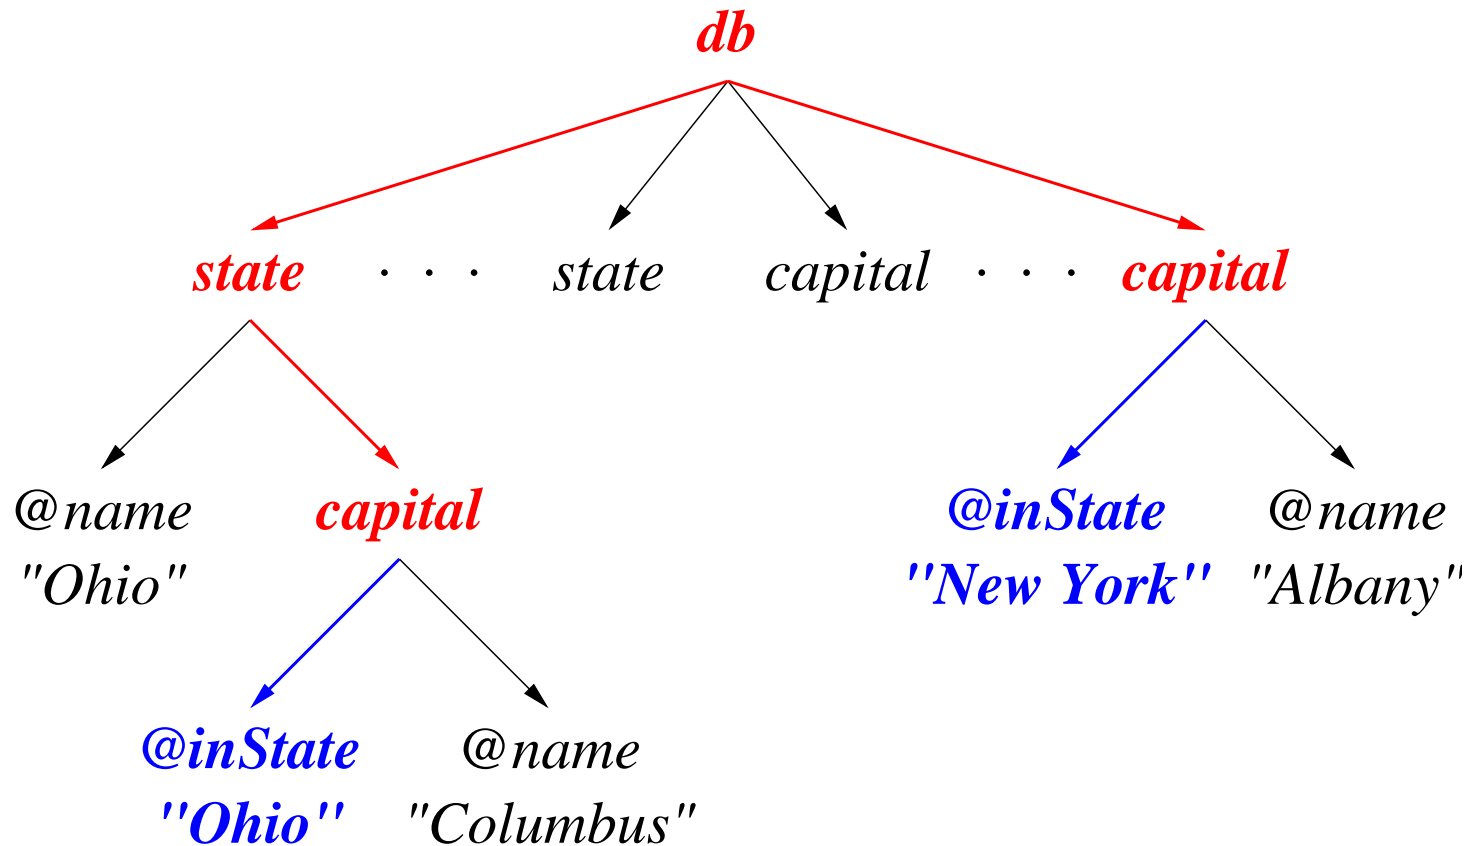 db
state · · · state capital · · · capital
@name capital @inState @name
"Ohio" "New York" "Albany"
@inState @name
"Ohio" "Columbus"